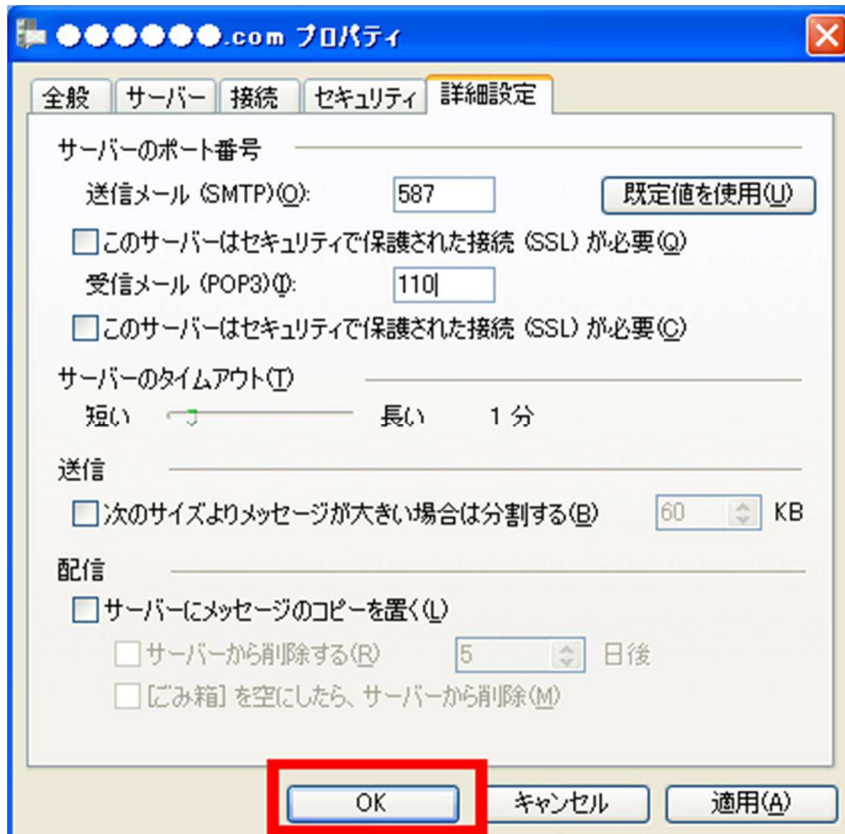 ●●●●●●.com プロパティ
全般 サーバー 接続 セキュリティ 詳細設定
サーバーのポート番号
送信メール (SMTP)(O): 587 既定値を使用(U)
このサーバーはセキュリティで保護された接続 (SSL) が必要(Q)
受信メール (POP3)(I): 110
このサーバーはセキュリティで保護された接続 (SSL) が必要(C)
サーバーのタイムアウト(T)
短い 長い 1 分
送信
次のサイズよりメッセージが大きい場合は分割する(B) 60 KB
配信
サーバーにメッセージのコピーを置く(L)
サーバーから削除する(R) 5 日後
[ごみ箱] を空にしたら、サーバーから削除(M)
OK キャンセル 適用(A)